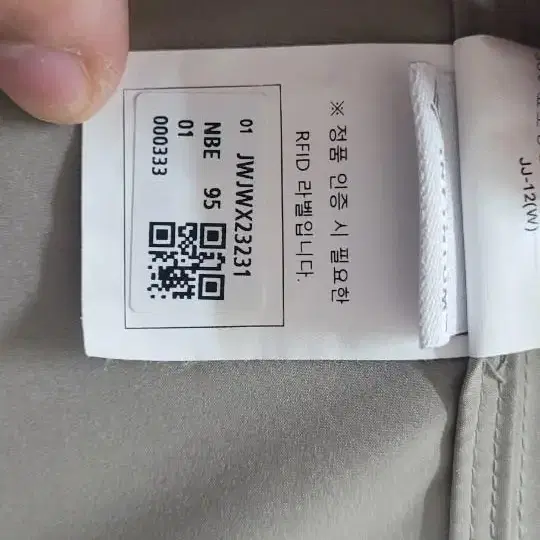 ※ 정품 인증 시 필요한
RFID 라벨입니다.
01 JWJWX23231
NBE 95
01
000333
JJ-12(W)